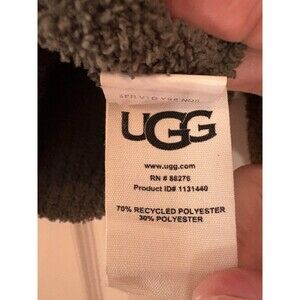 UGG
www.ugg.com
RN # 88276
Product ID# 1131440
70% RECYCLED POLYESTER
30% POLYESTER